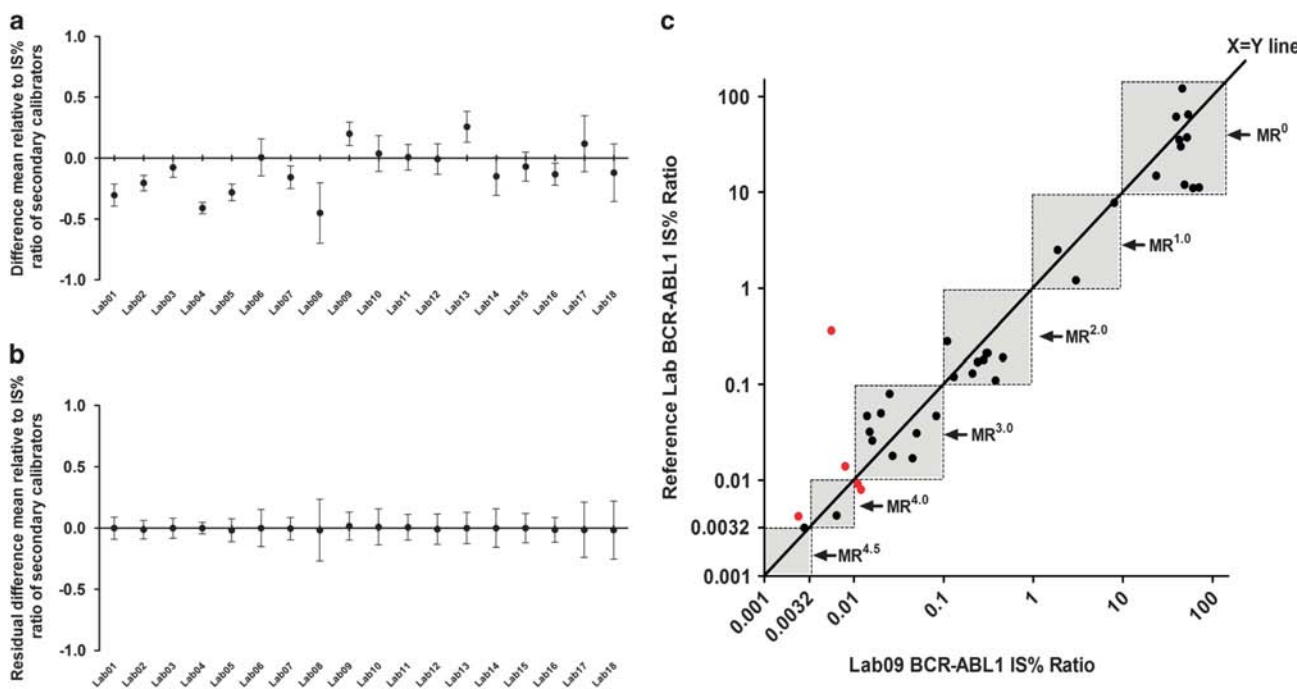 a
Difference mean relative to IS%
ratio of secondary calibrators
1.0
0.5
0.0
-0.5
-1.0
Lab01 Lab02 Lab03 Lab04 Lab05 Lab06 Lab07 Lab08 Lab09 Lab10 Lab11 Lab12 Lab13 Lab14 Lab15 Lab16 Lab17 Lab18
b
Residual difference mean relative to IS%
ratio of secondary calibrators
1.0
0.5
0.0
-0.5
-1.0
Lab01 Lab02 Lab03 Lab04 Lab05 Lab06 Lab07 Lab08 Lab09 Lab10 Lab11 Lab12 Lab13 Lab14 Lab15 Lab16 Lab17 Lab18
c
X=Y line
Reference Lab BCR-ABL1 IS% Ratio
100
10
1
0.1
0.01
0.0032
0.001
MR0
MR1.0
MR2.0
MR3.0
MR4.0
MR4.5
0.001 0.0032 0.01 0.1 1 10 100
Lab09 BCR-ABL1 IS% Ratio